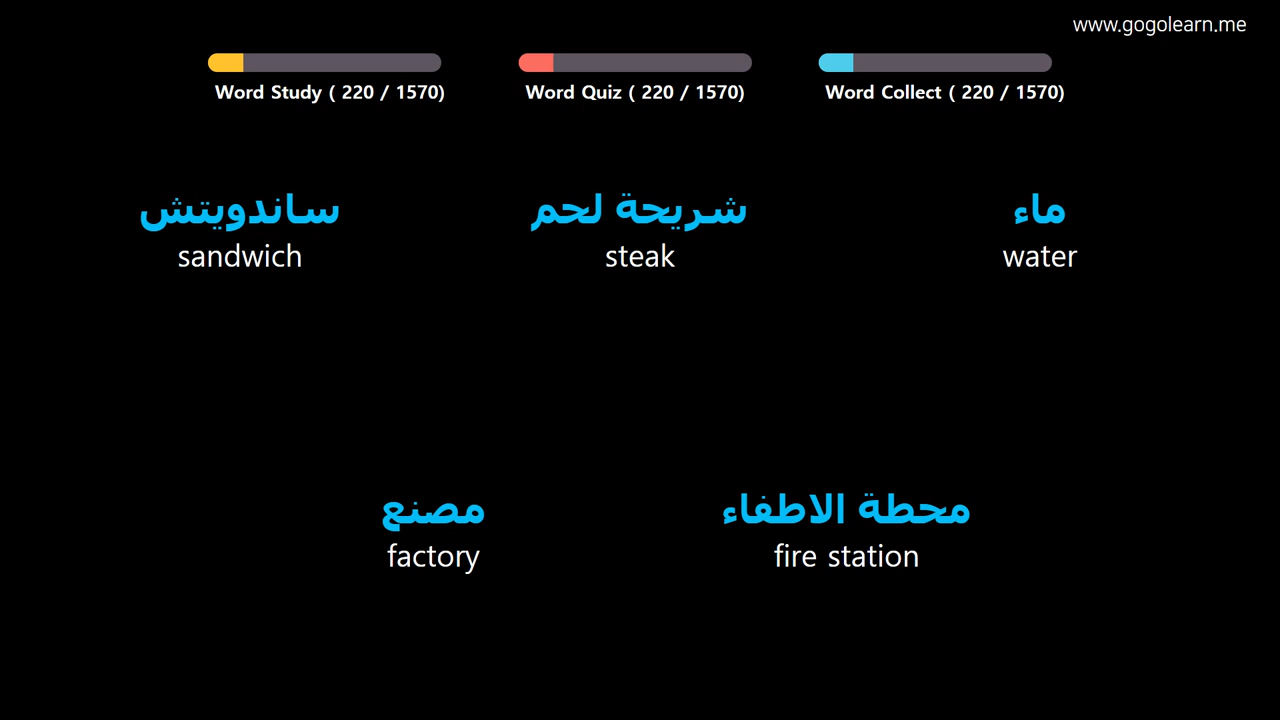 www.gogolearn.me
Word Study ( 220 / 1570)
Word Quiz ( 220 / 1570)
Word Collect ( 220 / 1570)
ساندويتش
sandwich
شريحة لحم
steak
ماء
water
مصنع
factory
محطة الاطفاء
fire station